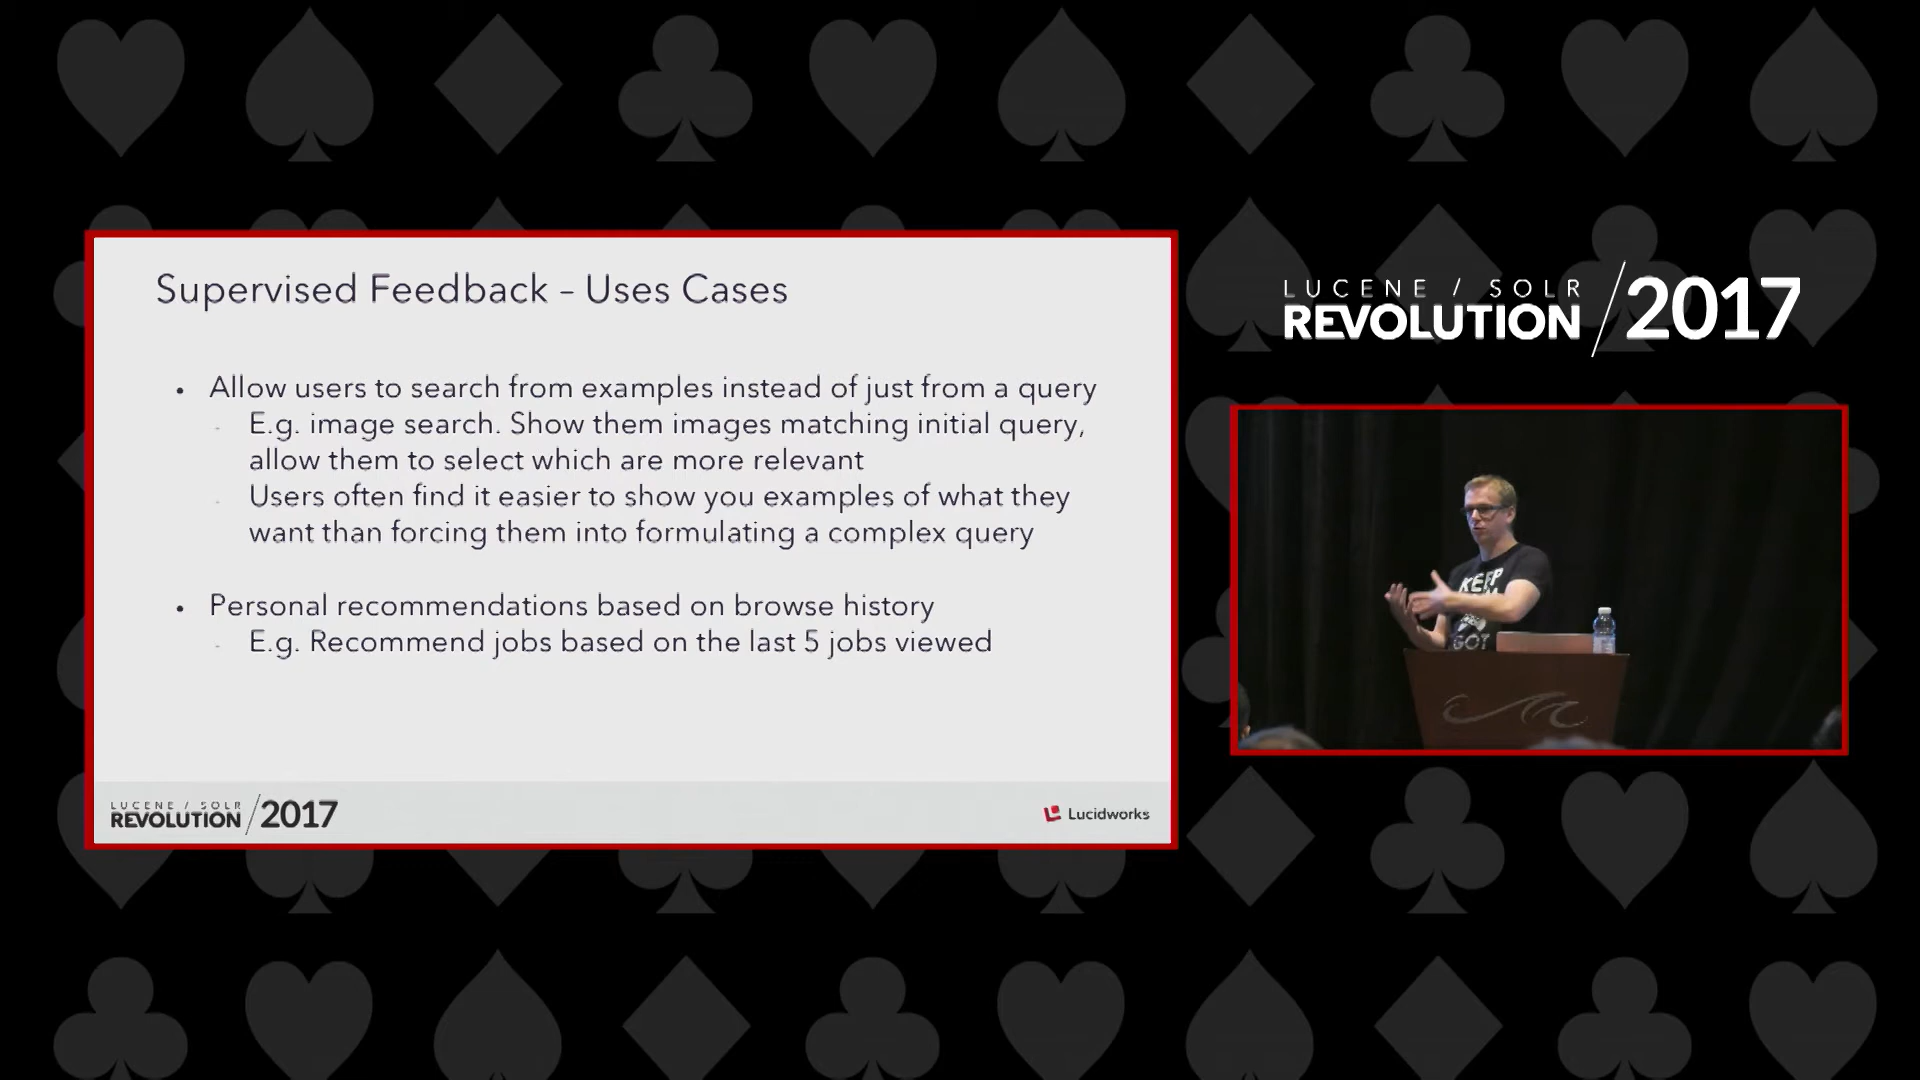 Supervised Feedback – Uses Cases
• Allow users to search from examples instead of just from a query
- E.g. image search. Show them images matching initial query,
allow them to select which are more relevant
- Users often find it easier to show you examples of what they
want than forcing them into formulating a complex query
• Personal recommendations based on browse history
- E.g. Recommend jobs based on the last 5 jobs viewed
LUCENE / SOLR
REVOLUTION / 2017
Lucidworks
LUCENE / SOLR
REVOLUTION / 2017
KEEP
GOT